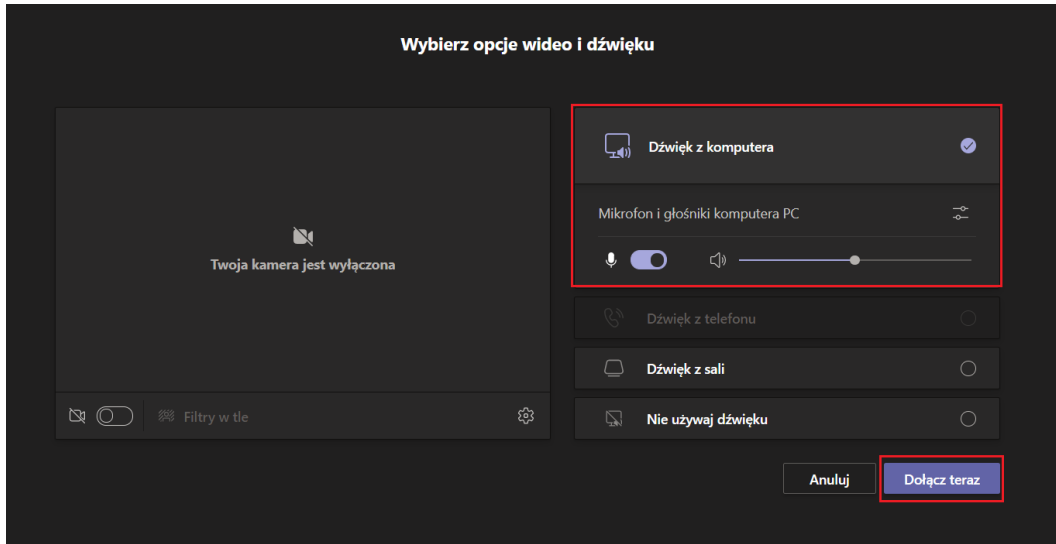 Wybierz opcje wideo i dźwięku
Twoja kamera jest wyłączona
Filtry w tle
Dźwięk z komputera
Mikrofon i głośniki komputera PC
Dźwięk z telefonu
Dźwięk z sali
Nie używaj dźwięku
Anuluj
Dołącz teraz